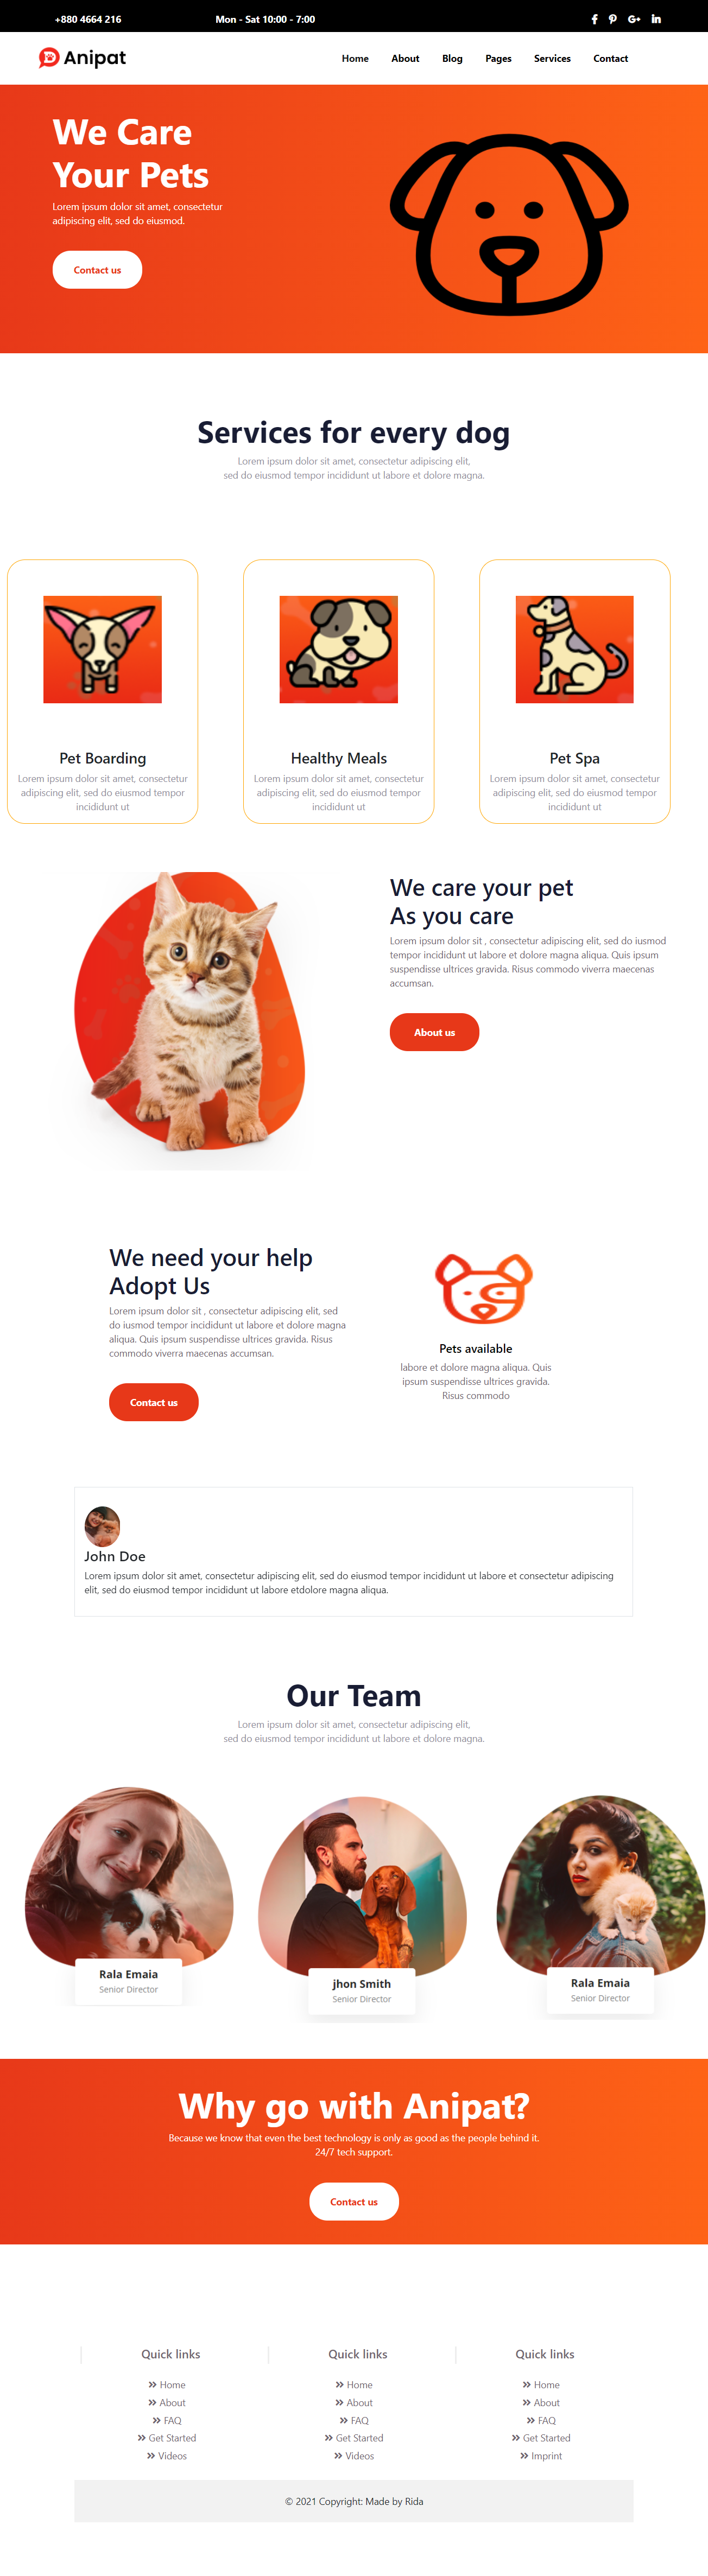 +880 4664 216
Mon - Sat 10:00 - 7:00
Anipat
Home About Blog Pages Services Contact
We Care
Your Pets
Lorem ipsum dolor sit amet, consectetur
adipiscing elit, sed do eiusmod.
Contact us
Services for every dog
Lorem ipsum dolor sit amet, consectetur adipiscing elit,
sed do eiusmod tempor incididunt ut labore et dolore magna.
Pet Boarding
Lorem ipsum dolor sit amet, consectetur
adipiscing elit, sed do eiusmod tempor
incididunt ut
Healthy Meals
Lorem ipsum dolor sit amet, consectetur
adipiscing elit, sed do eiusmod tempor
incididunt ut
Pet Spa
Lorem ipsum dolor sit amet, consectetur
adipiscing elit, sed do eiusmod tempor
incididunt ut
We care your pet
As you care
Lorem ipsum dolor sit , consectetur adipiscing elit, sed do iusmod
tempor incididunt ut labore et dolore magna aliqua. Quis ipsum
suspendisse ultrices gravida. Risus commodo viverra maecenas
accumsan.
About us
We need your help
Adopt Us
Lorem ipsum dolor sit , consectetur adipiscing elit, sed
do iusmod tempor incididunt ut labore et dolore magna
aliqua. Quis ipsum suspendisse ultrices gravida. Risus
commodo viverra maecenas accumsan.
Contact us
Pets available
labore et dolore magna aliqua. Quis
ipsum suspendisse ultrices gravida.
Risus commodo
John Doe
Lorem ipsum dolor sit amet, consectetur adipiscing elit, sed do eiusmod tempor incididunt ut labore et consectetur adipiscing
elit, sed do eiusmod tempor incididunt ut labore etdolore magna aliqua.
Our Team
Lorem ipsum dolor sit amet, consectetur adipiscing elit,
sed do eiusmod tempor incididunt ut labore et dolore magna.
Rala Emaia
Senior Director
jhon Smith
Senior Director
Rala Emaia
Senior Director
Why go with Anipat?
Because we know that even the best technology is only as good as the people behind it.
24/7 tech support.
Contact us
Quick links
Home
About
FAQ
Get Started
Videos
Quick links
Home
About
FAQ
Get Started
Videos
Quick links
Home
About
FAQ
Get Started
Imprint
© 2021 Copyright: Made by Rida